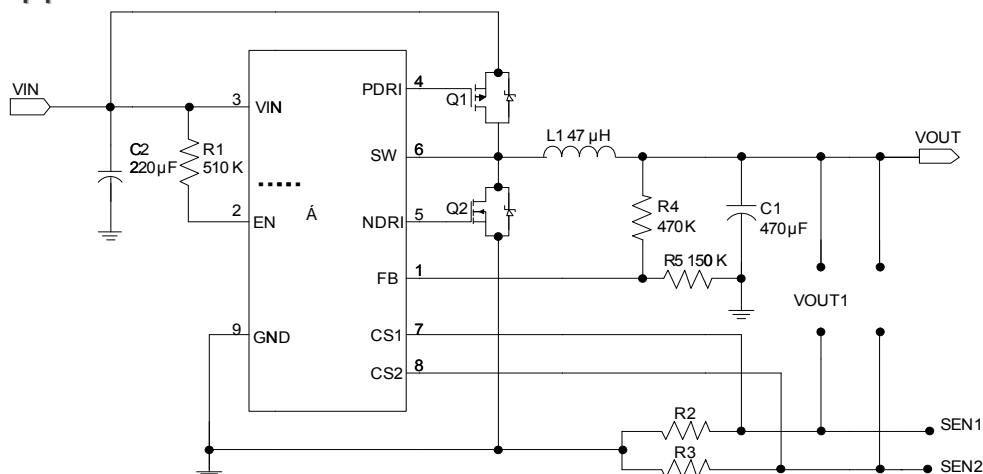 VIN
C2
220µF
R1
510 K
3
VIN
2
EN
Á
9
GND
PDRI
4
SW
6
NDRI
5
FB
1
CS1
7
CS2
8
Q1
Q2
L1 47 µH
VOUT
R4
470K
C1
470µF
R5 150 K
VOUT1
R2
R3
SEN1
SEN2